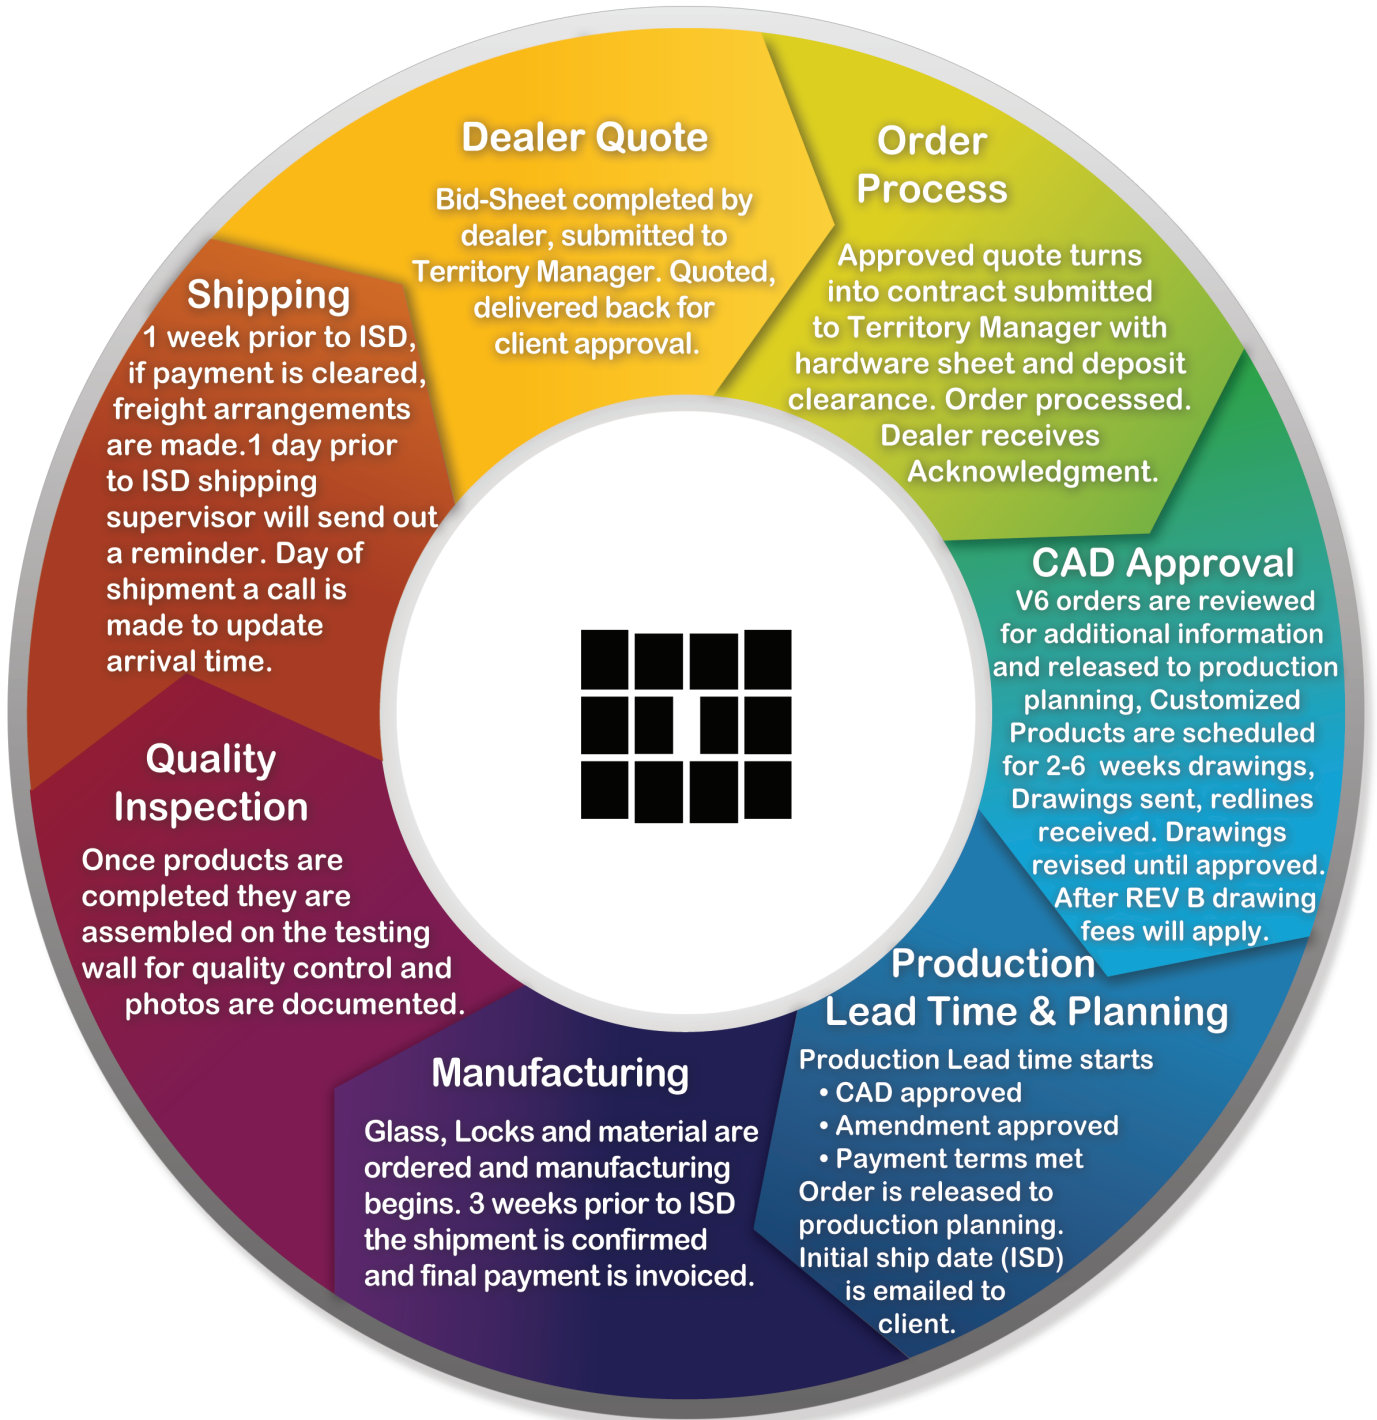 Dealer Quote
Bid-Sheet completed by
dealer, submitted to
Territory Manager. Quoted,
delivered back for
client approval.
Order
Process
Approved quote turns
into contract submitted
to Territory Manager with
hardware sheet and deposit
clearance. Order processed.
Dealer receives
Acknowledgment.
CAD Approval
V6 orders are reviewed
for additional information
and released to production
planning, Customized
Products are scheduled
for 2-6  weeks drawings,
Drawings sent, redlines
received. Drawings
revised until approved.
After REV B drawing
fees will apply.
Production
Lead Time & Planning
Production Lead time starts
• CAD approved
• Amendment approved
• Payment terms met
Order is released to
production planning.
Initial ship date (ISD)
is emailed to
client.
Manufacturing
Glass, Locks and material are
ordered and manufacturing
begins. 3 weeks prior to ISD
the shipment is confirmed
and final payment is invoiced.
Quality
Inspection
Once products are
completed they are
assembled on the testing
wall for quality control and
photos are documented.
Shipping
1 week prior to ISD,
if payment is cleared,
freight arrangements
are made.1 day prior
to ISD shipping
supervisor will send out
a reminder. Day of
shipment a call is
made to update
arrival time.